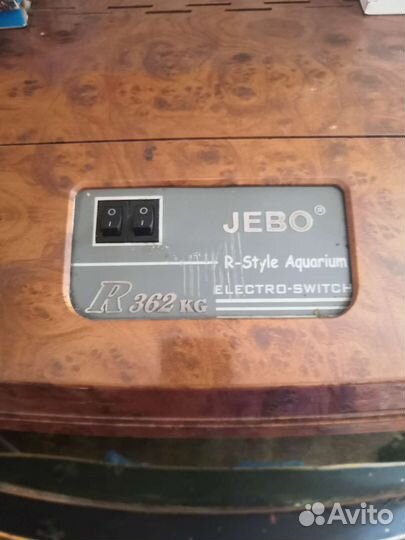 JEBO®
R-Style Aquarium
ELECTRO-SWITCH
R 362 KG
Avito